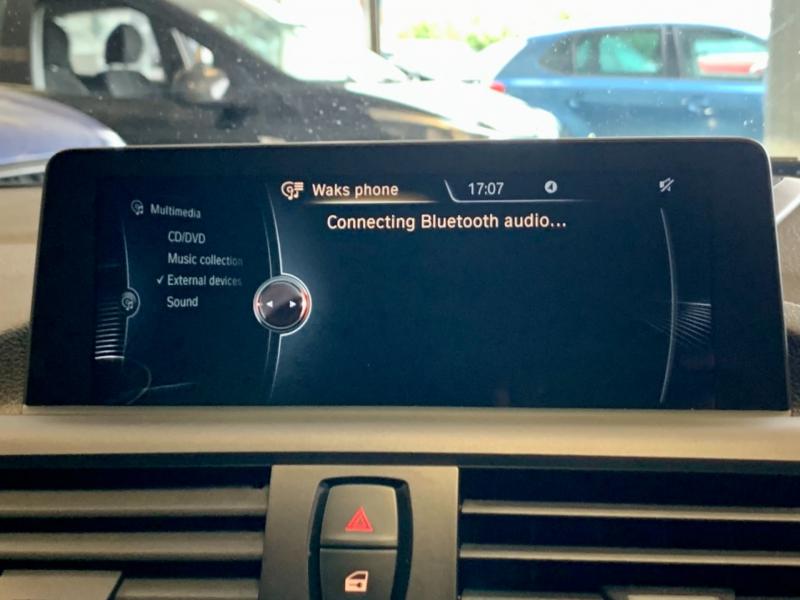 Waks phone
17:07
Connecting Bluetooth audio...
Multimedia
CD/DVD
Music collection
✓ External devices
Sound